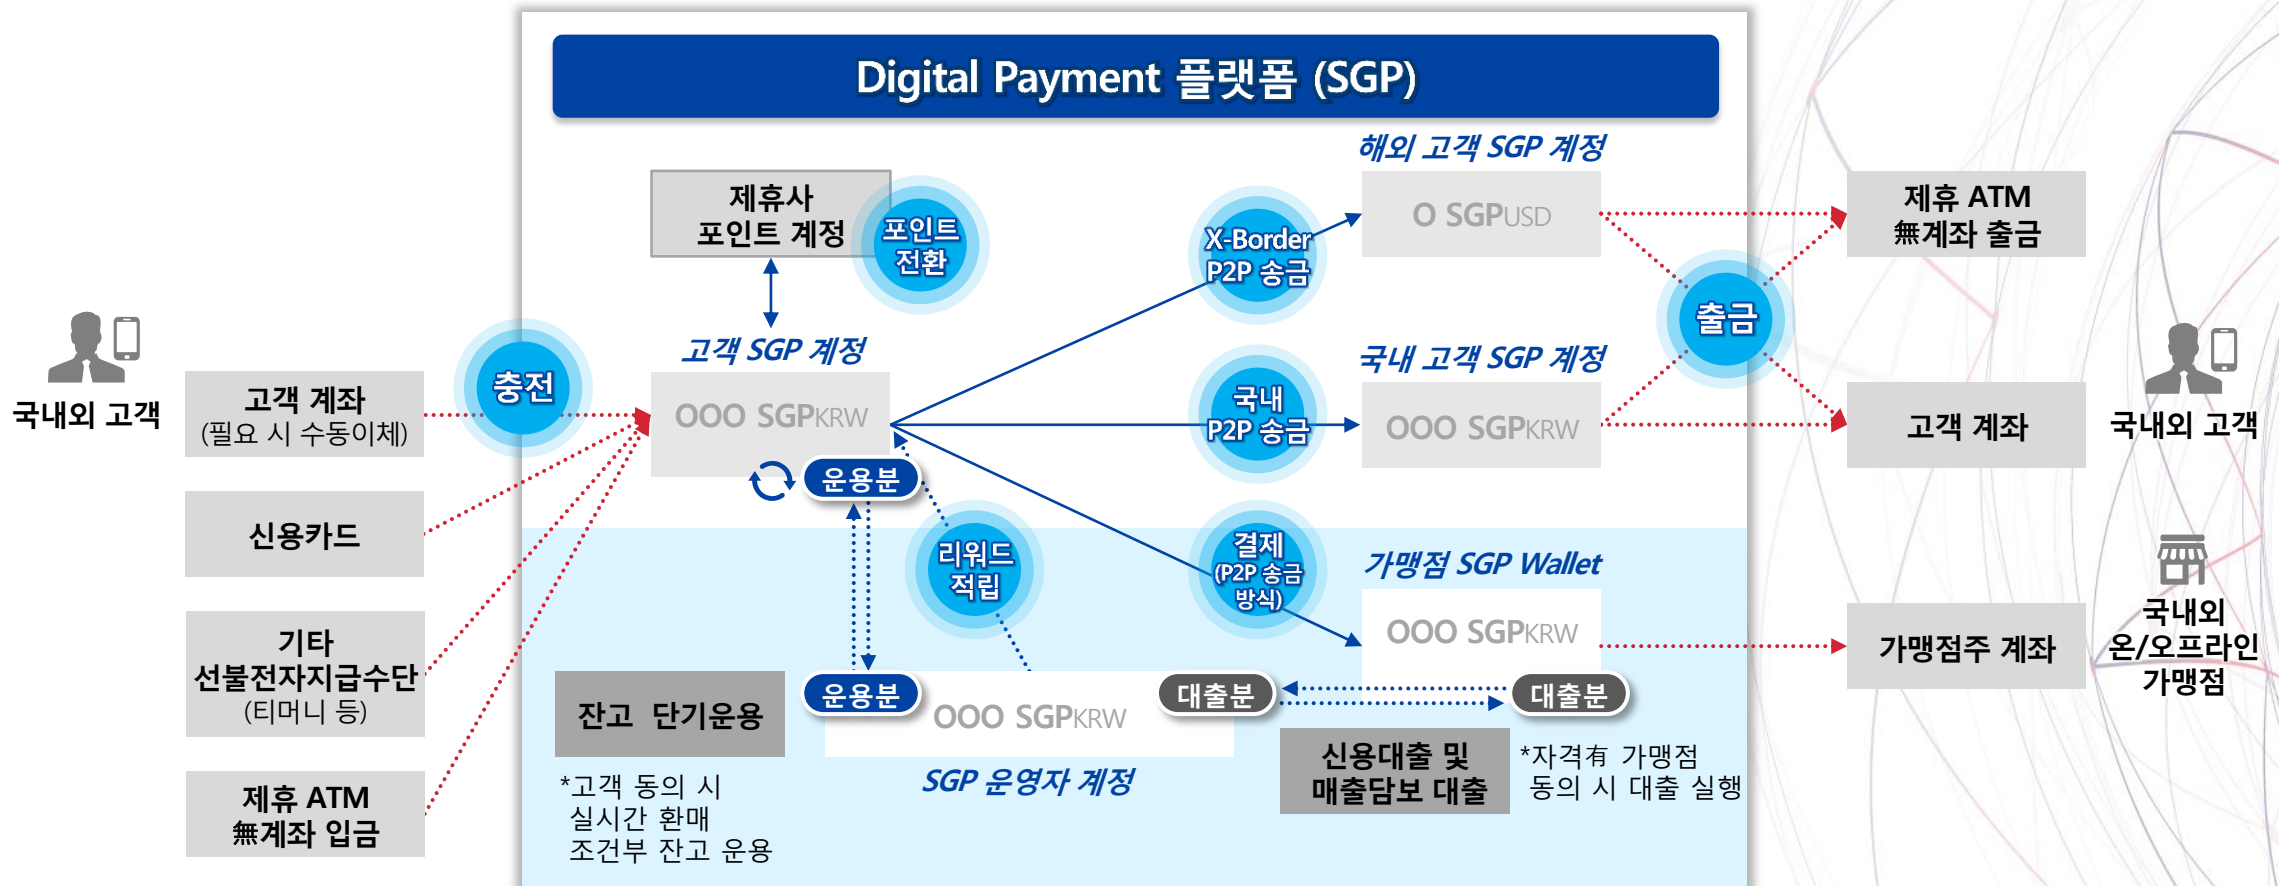 Digital Payment 플랫폼 (SGP)
해외 고객 SGP 계정
제휴사
포인트 계정
포인트
전환
X-Border
P2P 송금
O SGPUSD
제휴 ATM
無계좌 출금
출금
국내외 고객
충전
고객 SGP 계정
국내 고객 SGP 계정
고객 계좌
(필요 시 수동이체)
OOO SGPKRW
국내
P2P 송금
OOO SGPKRW
고객 계좌
국내외 고객
운용분
신용카드
리워드
적립
결제
(P2P 송금
방식)
가맹점 SGP Wallet
기타
선불전자지급수단
(티머니 등)
OOO SGPKRW
가맹점주 계좌
국내외
온/오프라인
가맹점
잔고 단기운용
운용분
OOO SGPKRW
대출분
대출분
SGP 운영자 계정
신용대출 및
매출담보 대출
*자격有 가맹점
동의 시 대출 실행
*고객 동의 시
실시간 환매
조건부 잔고 운용
제휴 ATM
無계좌 입금